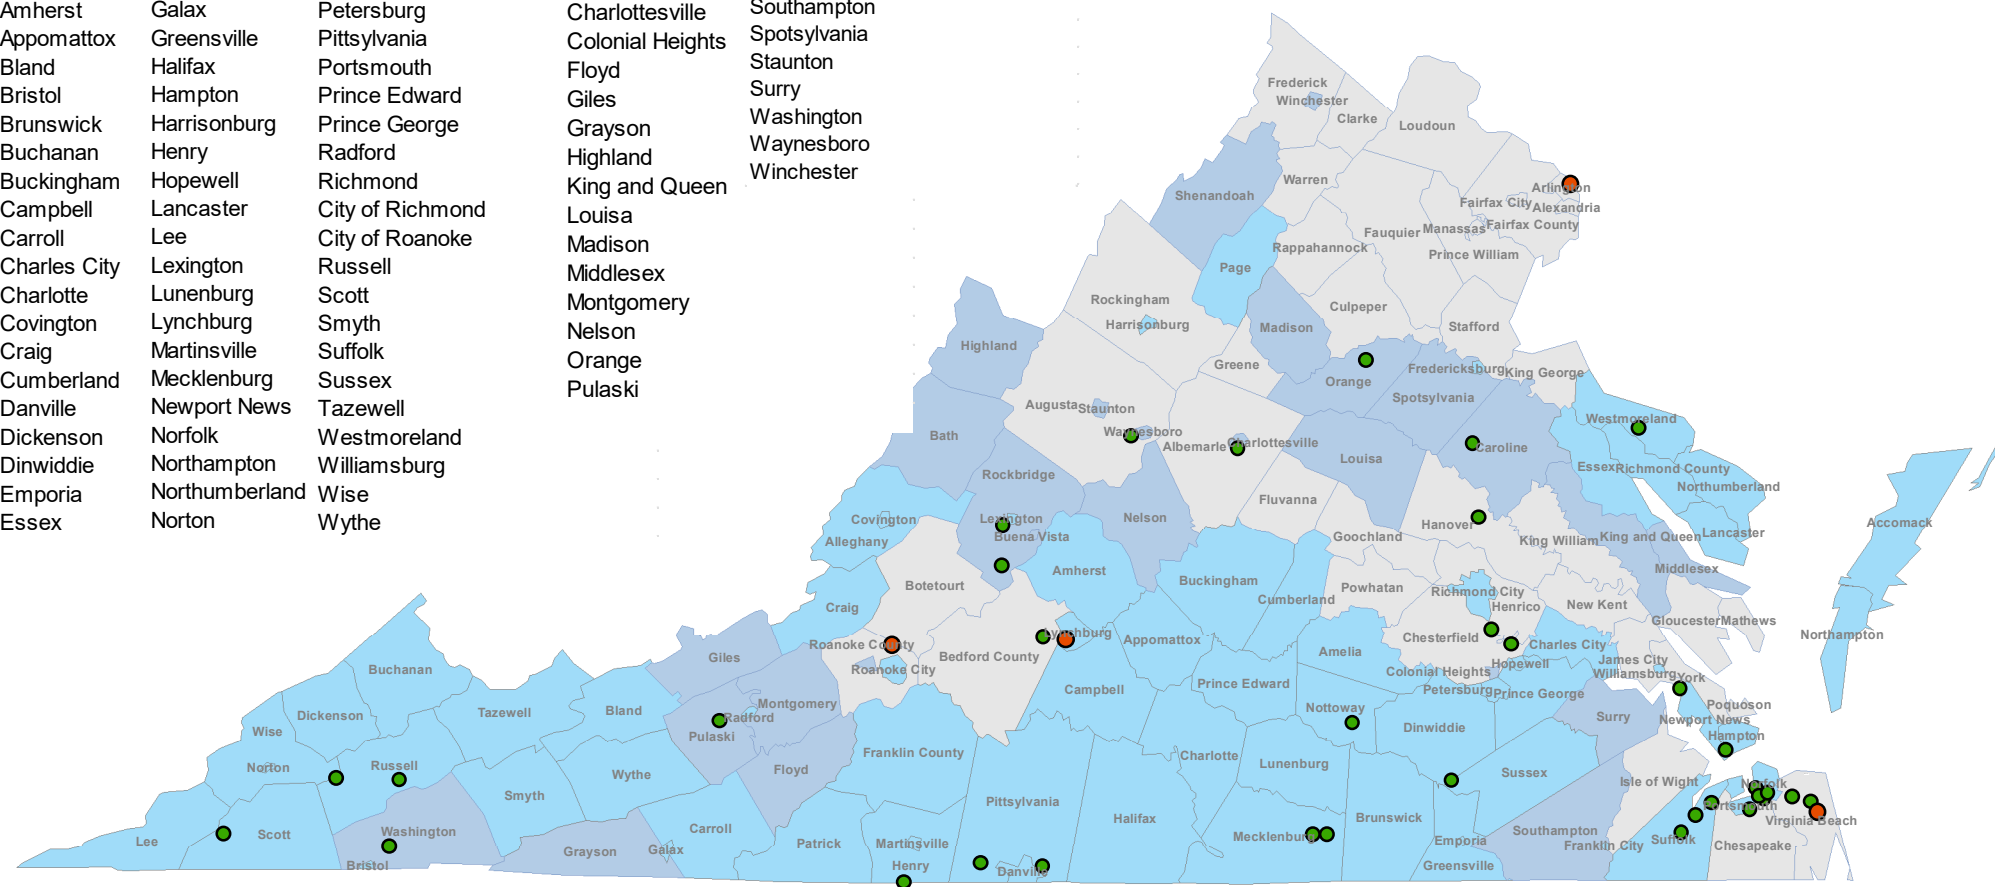 Amherst
Appomattox
Bland
Bristol
Brunswick
Buchanan
Buckingham
Campbell
Carroll
Charles City
Charlotte
Covington
Craig
Cumberland
Danville
Dickenson
Dinwiddie
Emporia
Essex
Galax
Greensville
Halifax
Hampton
Harrisonburg
Henry
Hopewell
Lancaster
Lee
Lexington
Lunenburg
Lynchburg
Martinsville
Mecklenburg
Newport News
Norfolk
Northampton
Northumberland
Norton
Petersburg
Pittsylvania
Portsmouth
Prince Edward
Prince George
Radford
Richmond
City of Richmond
City of Roanoke
Russell
Scott
Smyth
Suffolk
Sussex
Tazewell
Westmoreland
Williamsburg
Wise
Wythe
Charlottesville
Colonial Heights
Floyd
Giles
Grayson
Highland
King and Queen
Louisa
Madison
Middlesex
Montgomery
Nelson
Orange
Pulaski
Southampton
Spotsylvania
Staunton
Surry
Washington
Waynesboro
Winchester
Frederick
Winchester
Clarke
Loudoun
Warren
Shenandoah
Arlington
Fairfax City
Alexandria
Fairfax County
Manassas
Fauquier
Prince William
Rappahannock
Page
Culpeper
Rockingham
Harrisonburg
Madison
Stafford
Highland
Greene
Orange
Fredericksburg
King George
Spotsylvania
Augusta
Staunton
Waynesboro
Albemarle
Charlottesville
Louisa
Caroline
Westmoreland
Essex
Richmond County
Northumberland
Lancaster
Accomack
Northampton
Bath
Rockbridge
Fluvanna
Nelson
Lexington
Buena Vista
Covington
Alleghany
Hanover
Goochland
King William
King and Queen
Middlesex
Botetourt
Amherst
Buckingham
Cumberland
Powhatan
Richmond City
Henrico
New Kent
Gloucester
Mathews
Craig
Roanoke County
Roanoke City
Bedford County
Lynchburg
Appomattox
Amelia
Chesterfield
Charles City
Hopewell
Colonial Heights
Petersburg
Prince George
James City
Williamsburg
York
Poquoson
Newport News
Hampton
Giles
Buchanan
Dickenson
Wise
Norton
Tazewell
Bland
Montgomery
Radford
Pulaski
Campbell
Prince Edward
Nottoway
Dinwiddie
Surry
Russell
Wythe
Floyd
Franklin County
Charlotte
Lunenburg
Sussex
Isle of Wight
Norfolk
Portsmouth
Virginia Beach
Smyth
Pittsylvania
Halifax
Brunswick
Lee
Scott
Washington
Bristol
Grayson
Galax
Carroll
Patrick
Martinsville
Henry
Danville
Mecklenburg
Emporia
Greensville
Southampton
Franklin City
Suffolk
Chesapeake